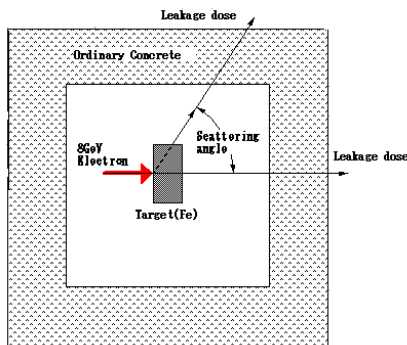 Leakage dose
Ordinary Concrete
8GeV
Electron
Scattering
angle
Leakage dose
Target(Fe)